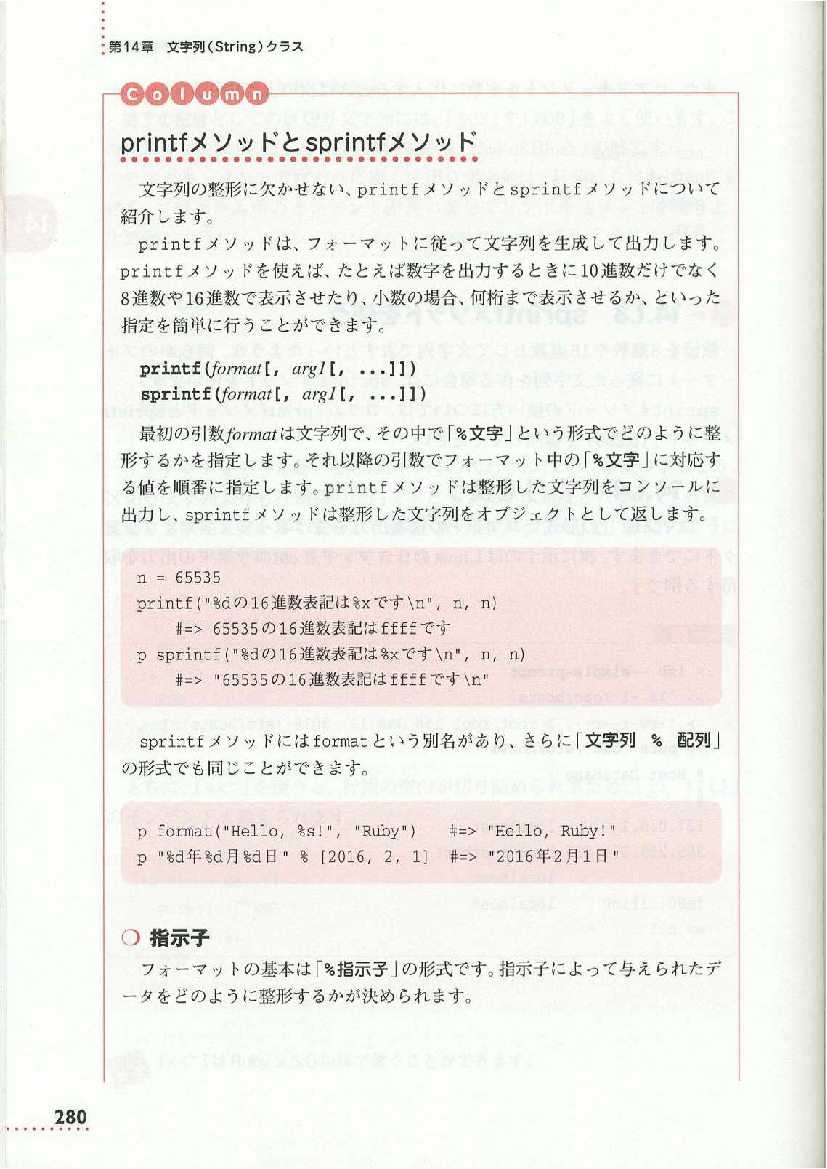 第14章 文字列(String)クラス
Column
printfメソッドとsprintfメソッド
文字列の整形に欠かせない、printfメソッドとsprintfメソッドについて
紹介します。
printfメソッドは、フォーマットに従って文字列を生成して出力します。
printfメソッドを使えば、たとえば数字を出力するときに10進数だけでなく
8進数や16進数で表示させたり、小数の場合、何桁まで表示させるか、といった
指定を簡単に行うことができます。
printf(format[, arg1[, ...]])
sprintf(format[, arg1[, ...]])
最初の引数formatは文字列で、その中で「%文字」という形式でどのように整
形するかを指定します。それ以降の引数でフォーマット中の「%文字」に対応す
る値を順番に指定します。printfメソッドは整形した文字列をコンソールに
出力し、sprintfメソッドは整形した文字列をオブジェクトとして返します。
n = 65535
printf("%dの16進数表記は%xです\n", n, n)
#=> 65535の16進数表記はffffです
p sprintf("%dの16進数表記は%xです\n", n, n)
#=> "65535の16進数表記はffffです\n"
sprintfメソッドにはformatという別名があり、さらに「文字列 % 配列」
の形式でも同じことができます。
p format("Hello, %s!", "Ruby") #=> "Hello, Ruby!"
p "%d年%d月%d日" % [2016, 2, 1] #=> "2016年2月1日"
○ 指示子
フォーマットの基本は「%指示子」の形式です。指示子によって与えられたデ
ータをどのように整形するかが決められます。
280